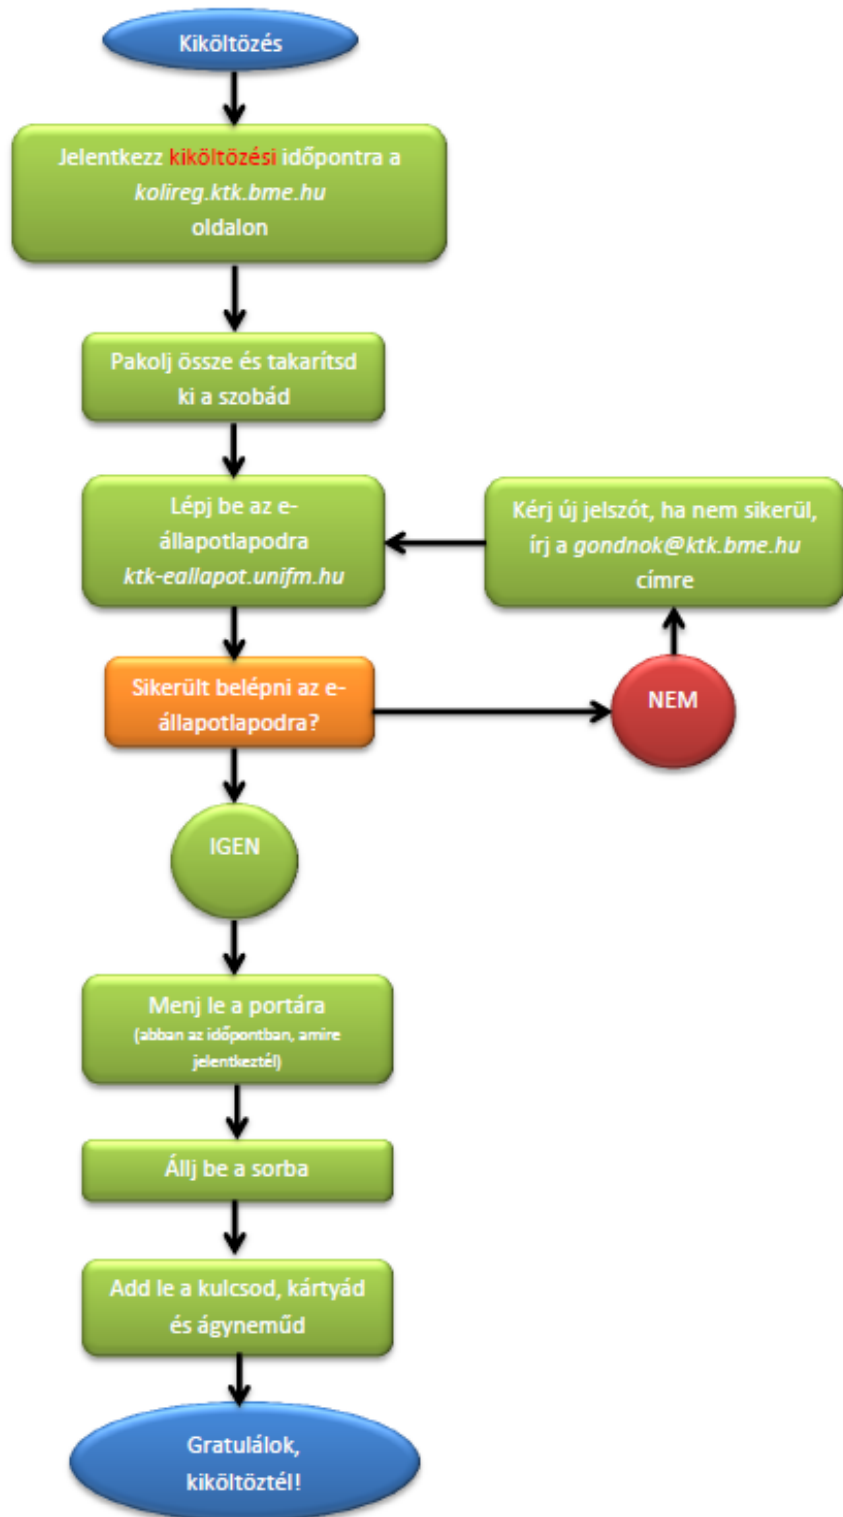 Kiköltözés
Jelentkezz kiköltözési időpontra a
kolireg.ktk.bme.hu
oldalon
Pakolj össze és takarítsd
ki a szobád
Lépj be az e-
állapotlapodra
ktk-eallapot.unifm.hu
Kérj új jelszót, ha nem sikerül,
írj a gondnok@ktk.bme.hu
címre
Sikerült belépni az e-
állapotlapodra?
NEM
IGEN
Menj le a portára
(abban az időpontban, amire
jelentkeztél)
Állj be a sorba
Add le a kulcsod, kártyád
és ágyneműd
Gratulálok,
kiköltöztél!